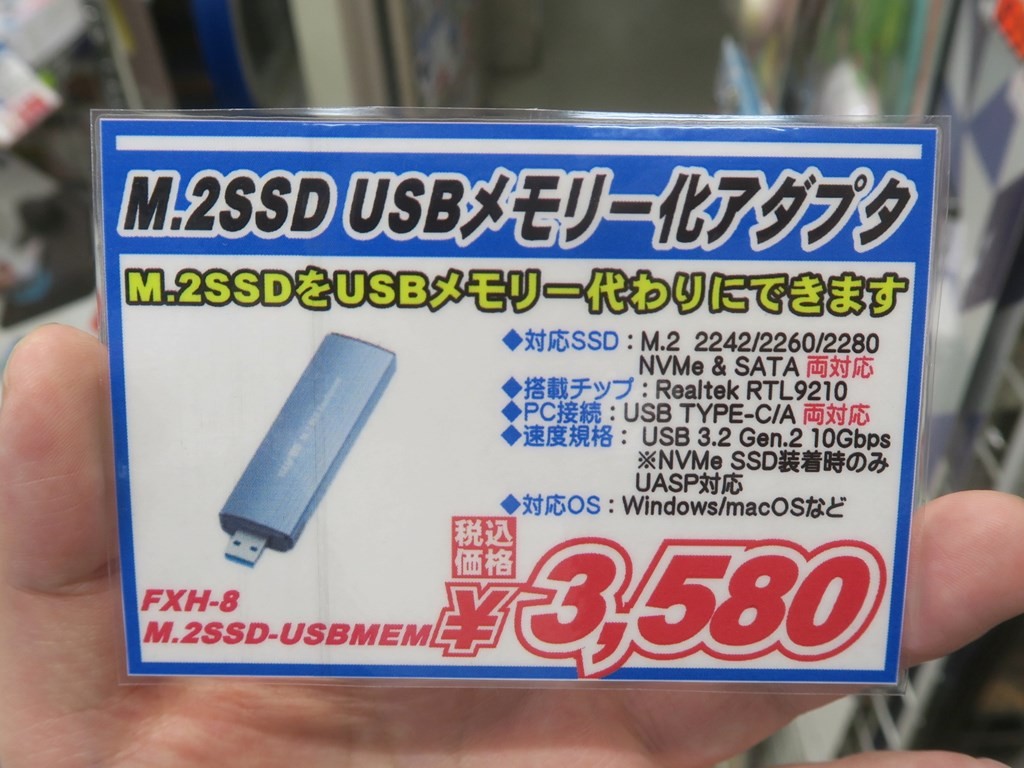 M.2SSD USBメモリー化アダプタ
M.2SSDをUSBメモリー代わりにできます
◆対応SSD：M.2 2242/2260/2280
NVMe & SATA 両対応
◆搭載チップ：Realtek RTL9210
◆PC接続：USB TYPE-C/A 両対応
◆速度規格： USB 3.2 Gen.2 10Gbps
※NVMe SSD装着時のみ
UASP対応
◆対応OS：Windows/macOSなど
税込
価格
¥3,580
FXH-8
M.2SSD-USBMEM